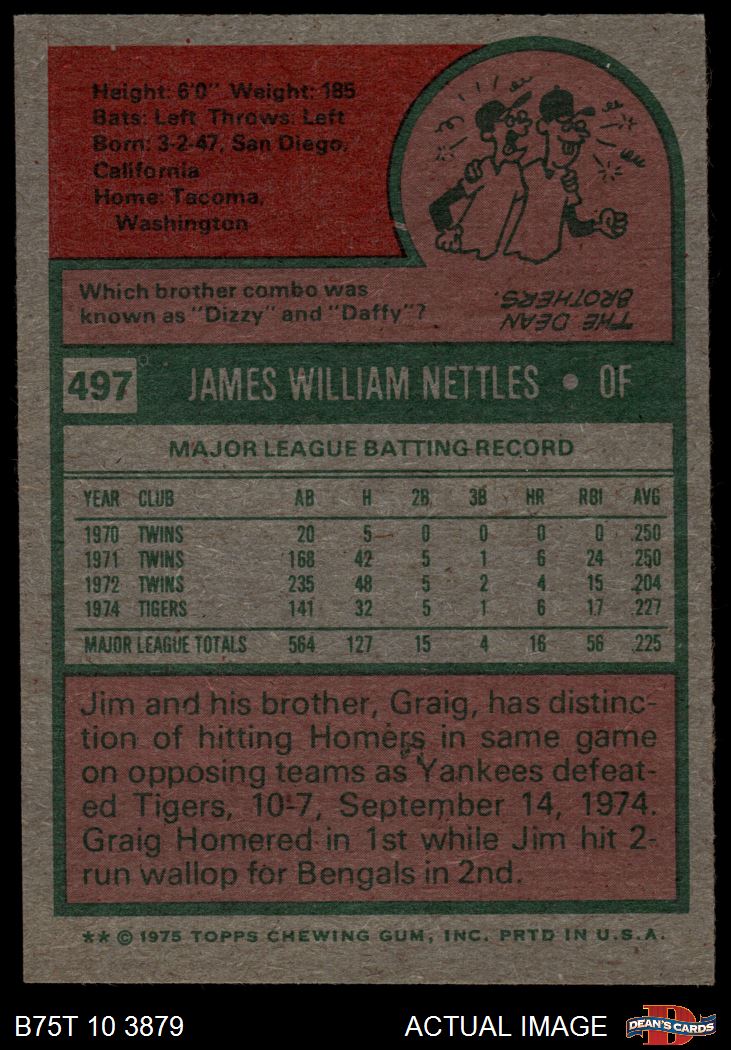 Height: 6'0" Weight: 185
Bats: Left Throws: Left
Born: 3-2-47, San Diego,
California
Home: Tacoma,
Washington
Which brother combo was
known as "Dizzy" and "Daffy"?
THE DEAN
BROTHERS.
497 JAMES WILLIAM NETTLES • OF
MAJOR LEAGUE BATTING RECORD
YEAR CLUB AB H 2B 3B HR RBI AVG
1970 TWINS 20 5 0 0 0 0 .250
1971 TWINS 168 42 5 1 6 24 .250
1972 TWINS 235 48 5 2 4 15 .204
1974 TIGERS 141 32 5 1 6 17 .227
MAJOR LEAGUE TOTALS 564 127 15 4 16 56 .225
Jim and his brother, Graig, has distinc-
tion of hitting Homers in same game
on opposing teams as Yankees defeat-
ed Tigers, 10-7, September 14, 1974.
Graig Homered in 1st while Jim hit 2-
run wallop for Bengals in 2nd.
** © 1975 TOPPS CHEWING GUM, INC. PRTD IN U.S.A.
B75T 10 3879 ACTUAL IMAGE DEAN'S CARDS